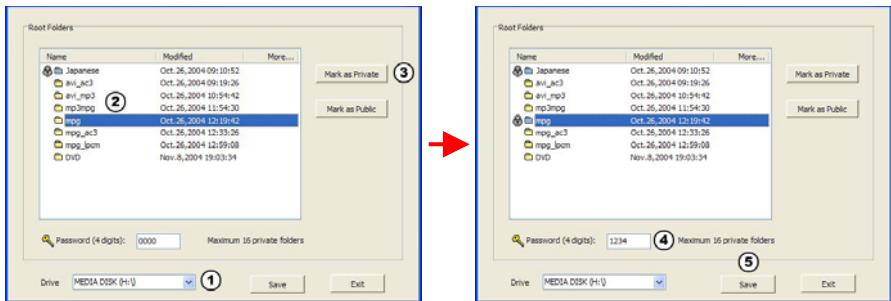 Root Folders
Name Modified More...
Japanese Oct.26,2004 09:10:52
avi_ac3 Oct.26,2004 09:19:26
avi_mp3 Oct.26,2004 10:54:42
mp3mpg Oct.26,2004 11:54:30
mpg Oct.26,2004 12:19:42
mpg_ac3 Oct.26,2004 12:33:26
mpg_lpcm Oct.26,2004 12:59:08
DVD Nov.8,2004 19:03:34
②
Mark as Private ③
Mark as Public
Password (4 digits): 0000 Maximum 16 private folders
Drive MEDIA DISK (H:\) ① Save Exit
Root Folders
Name Modified More...
Japanese Oct.26,2004 09:10:52
avi_ac3 Oct.26,2004 09:19:26
avi_mp3 Oct.26,2004 10:54:42
mp3mpg Oct.26,2004 11:54:30
mpg Oct.26,2004 12:19:42
mpg_ac3 Oct.26,2004 12:33:26
mpg_lpcm Oct.26,2004 12:59:08
DVD Nov.8,2004 19:03:34
Mark as Private
Mark as Public
Password (4 digits): 1234 ④ Maximum 16 private folders
⑤
Drive MEDIA DISK (H:\) Save Exit